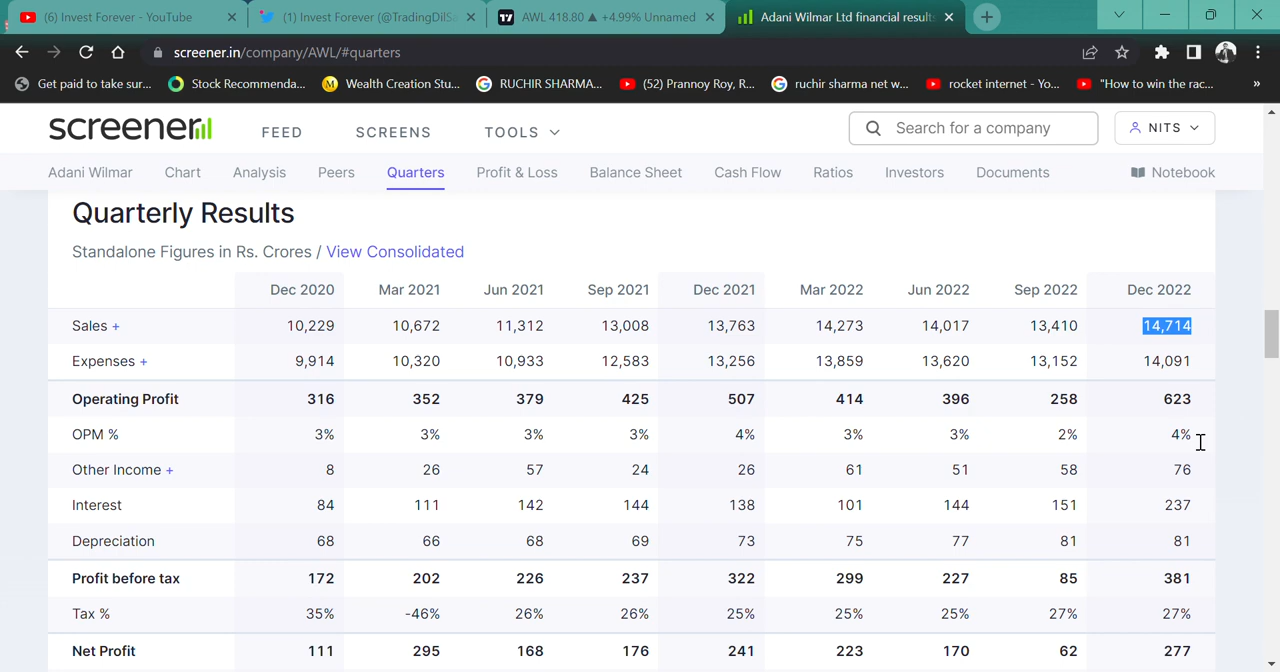 (6) Invest Forever - YouTube
(1) Invest Forever (@TradingDilSe
AWL 418.80 ▲ +4.99% Unnamed
Adani Wilmar Ltd financial results
screener.in/company/AWL/#quarters
Get paid to take sur...
Stock Recommenda...
Wealth Creation Stu...
RUCHIR SHARMA...
(52) Prannoy Roy, R...
ruchir sharma net w...
rocket internet - Yo...
"How to win the rac...
»
screener
FEED
SCREENS
TOOLS
Search for a company
NITS
Adani Wilmar Chart Analysis Peers Quarters Profit & Loss Balance Sheet Cash Flow Ratios Investors Documents Notebook
Quarterly Results
Standalone Figures in Rs. Crores / View Consolidated
Dec 2020 Mar 2021 Jun 2021 Sep 2021 Dec 2021 Mar 2022 Jun 2022 Sep 2022 Dec 2022
Sales + 10,229 10,672 11,312 13,008 13,763 14,273 14,017 13,410 14,714
Expenses + 9,914 10,320 10,933 12,583 13,256 13,859 13,620 13,152 14,091
Operating Profit 316 352 379 425 507 414 396 258 623
OPM % 3% 3% 3% 3% 4% 3% 3% 2% 4%
Other Income + 8 26 57 24 26 61 51 58 76
Interest 84 111 142 144 138 101 144 151 237
Depreciation 68 66 68 69 73 75 77 81 81
Profit before tax 172 202 226 237 322 299 227 85 381
Tax % 35% -46% 26% 26% 25% 25% 25% 27% 27%
Net Profit 111 295 168 176 241 223 170 62 277